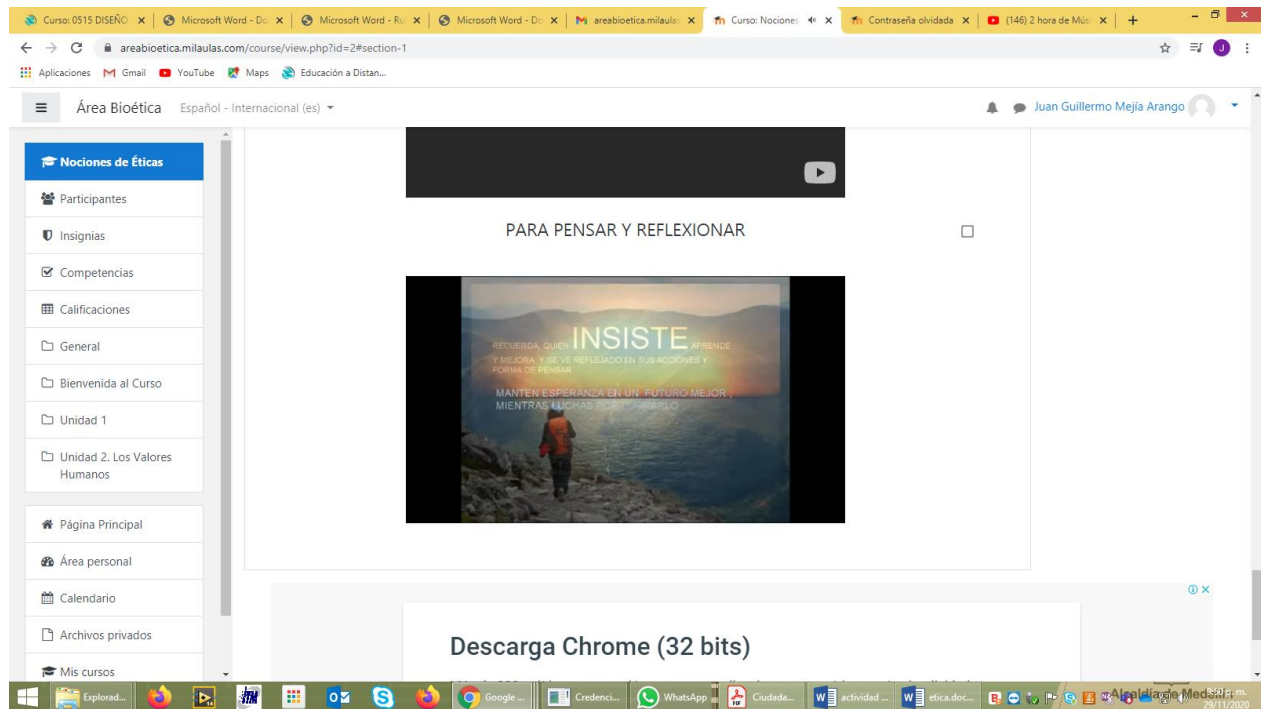 Curso: 0515 DISEÑO
Microsoft Word - Do
Microsoft Word - Ru
Microsoft Word - Do
areabioetica.milaulas
Curso: Nociones
Contraseña olvidada
(146) 2 hora de Mús
areabioetica.milaulas.com/course/view.php?id=2#section-1
J
Aplicaciones Gmail YouTube Maps Educación a Distan...
Área Bioética Español - Internacional (es)
Juan Guillermo Mejía Arango
Nociones de Éticas
Participantes
Insignias
Competencias
Calificaciones
General
Bienvenida al Curso
Unidad 1
Unidad 2. Los Valores
Humanos
Página Principal
Área personal
Calendario
Archivos privados
Mis cursos
PARA PENSAR Y REFLEXIONAR
RECUERDA, QUIEN INSISTE APRENDE
Y MEJORA Y SE VE REFLEJADO EN SUS ACCIONES Y
FORMA DE PENSAR
MANTEN ESPERANZA EN UN FUTURO MEJOR ,
MIENTRAS LUCHAS POR LOGRARLO
Descarga Chrome (32 bits)
Explorad...
Google ...
Credenci...
WhatsApp
Ciudada...
actividad ...
etica.doc...
Alcaldía de Medellín
29/11/2020